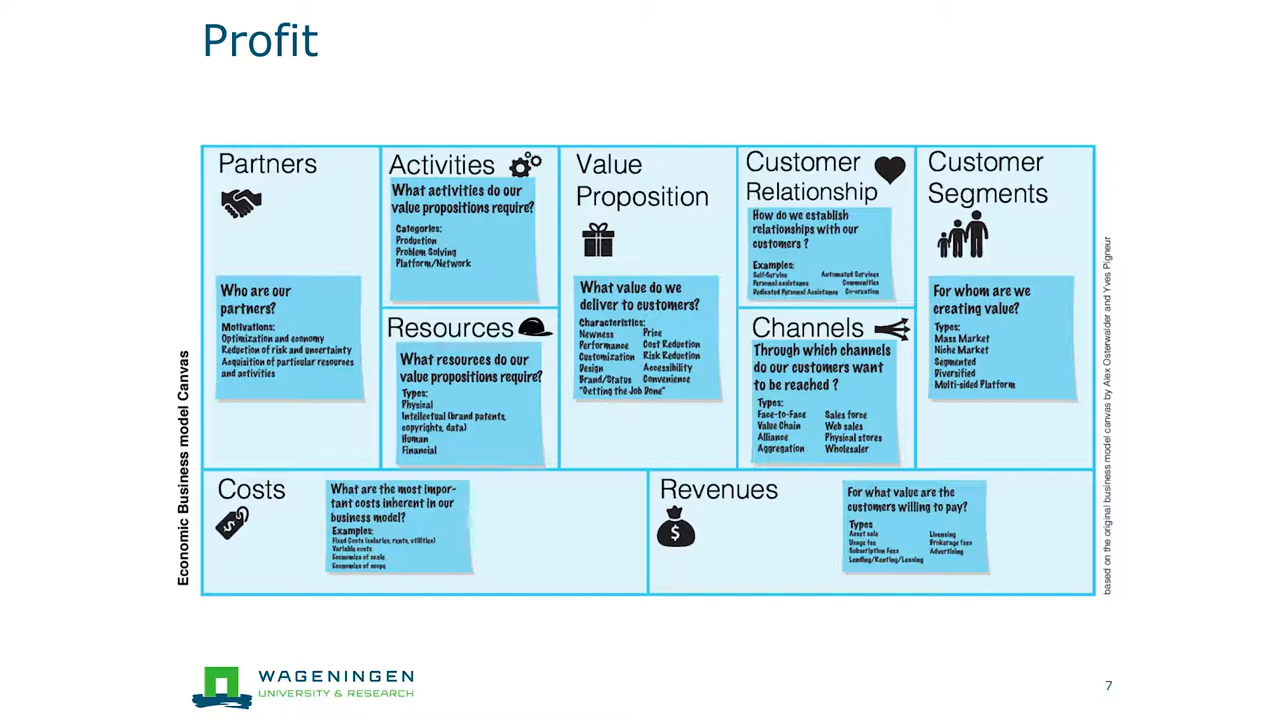 Profit
Partners
Who are our
partners?
Motivations:
Optimization and economy
Reduction of risk and uncertainty
Acquisition of particular resources
and activities
Activities
What activities do our
value propositions require?
Categories:
Production
Problem Solving
Platform/Network
Resources
What resources do our
value propositions require?
Types:
Physical
Intellectual (brand patents,
copyrights, data)
Human
Financial
Value
Proposition
What value do we
deliver to customers?
Characteristics:
Newness Price
Performance Cost Reduction
Customization Risk Reduction
Design Accessibility
Brand/Status Convenience
"Getting the Job Done"
Customer
Relationship
How do we establish
relationships with our
customers ?
Examples:
Self-Service Automated Services
Personal assistance Communities
Dedicated Personal Assistance Co-creation
Channels
Through which channels
do our customers want
to be reached ?
Types:
Face-to-Face Sales force
Value Chain Web sales
Alliance Physical stores
Aggregation Wholesaler
Customer
Segments
For whom are we
creating value?
Types:
Mass Market
Niche Market
Segmented
Diversified
Multi-sided Platform
Costs
What are the most impor-
tant costs inherent in our
business model?
Examples:
Fixed Costs (salaries, rents, utilities)
Variable costs
Economies of scale
Economies of scope
Revenues
$
For what value are the
customers willing to pay?
Types
Asset sale Licensing
Usage fee Brokerage fees
Subscription Fees Advertising
Lending/Renting/Leasing
Economic Business model Canvas
based on the original business model canvas by Alex Osterwalder and Yves Pigneur
WAGENINGEN
UNIVERSITY & RESEARCH
7